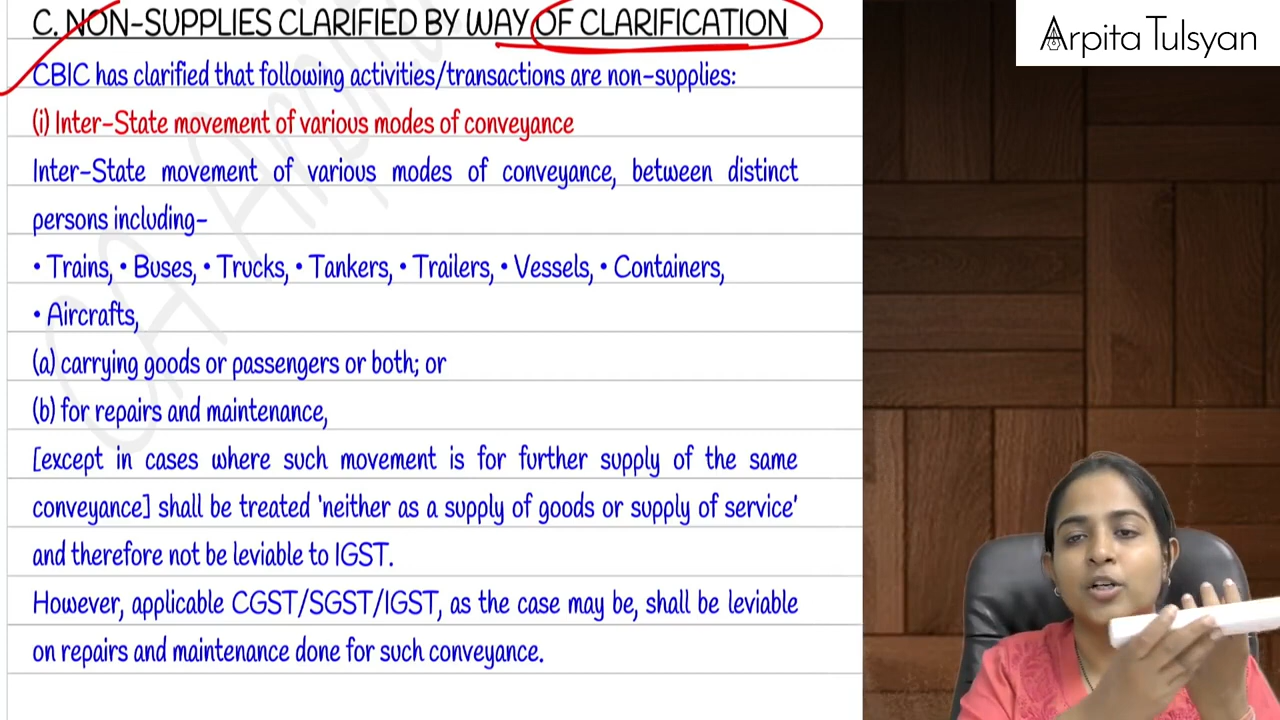 C. NON-SUPPLIES CLARIFIED BY WAY OF CLARIFICATION
Arpita Tulsyan
CBIC has clarified that following activities/transactions are non-supplies:
(i) Inter-State movement of various modes of conveyance
Inter-State movement of various modes of conveyance, between distinct
persons including-
• Trains, • Buses, • Trucks, • Tankers, • Trailers, • Vessels, • Containers,
• Aircrafts,
(a) carrying goods or passengers or both; or
(b) for repairs and maintenance,
[except in cases where such movement is for further supply of the same
conveyance] shall be treated 'neither as a supply of goods or supply of service'
and therefore not be leviable to IGST.
However, applicable CGST/SGST/IGST, as the case may be, shall be leviable
on repairs and maintenance done for such conveyance.